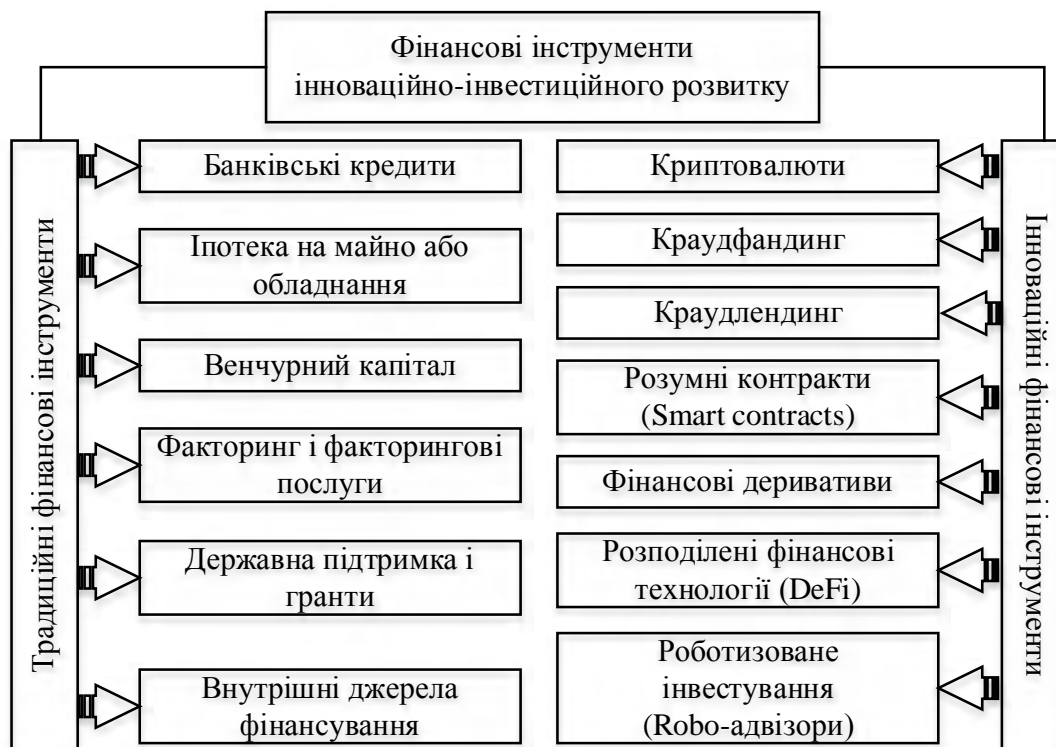 Фінансові інструменти
інноваційно-інвестиційного розвитку
Традиційні фінансові інструменти
Банківські кредити
Іпотека на майно або
обладнання
Венчурний капітал
Факторинг і факторингові
послуги
Державна підтримка і
гранти
Внутрішні джерела
фінансування
Криптовалюти
Краудфандинг
Краудлендинг
Розумні контракти
(Smart contracts)
Фінансові деривативи
Розподілені фінансові
технології (DeFi)
Роботизоване
інвестування
(Robo-адвізори)
Інноваційні фінансові інструменти